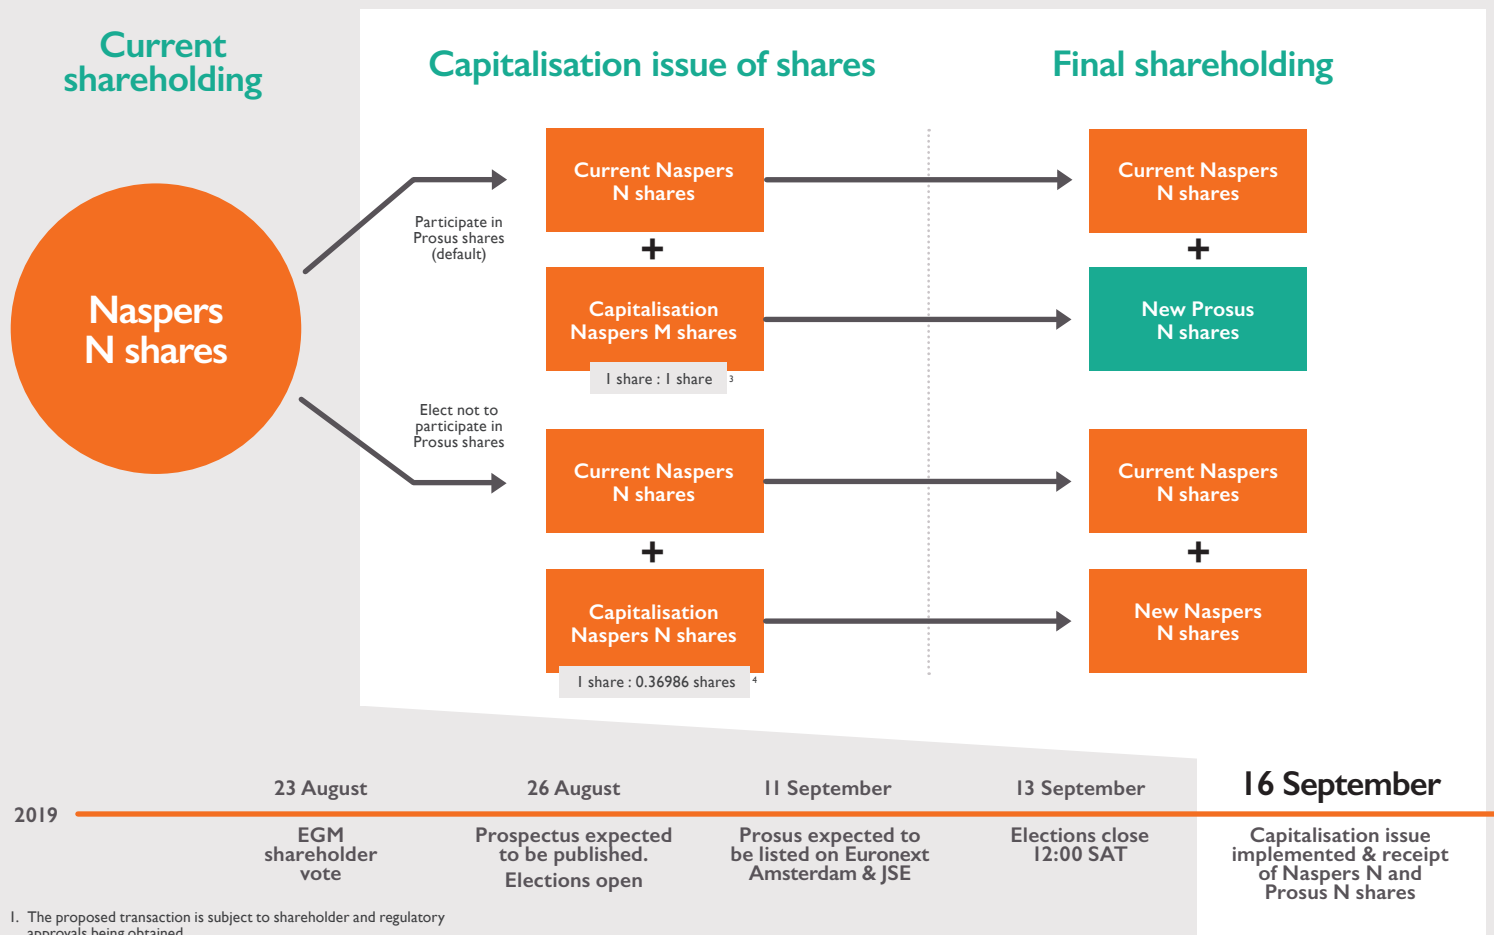 Current
shareholding
Capitalisation issue of shares
Final shareholding
Naspers
N shares
Participate in
Prosus shares
(default)
Current Naspers
N shares
+
Capitalisation
Naspers M shares
1 share : 1 share 3
Current Naspers
N shares
+
New Prosus
N shares
Elect not to
participate in
Prosus shares
Current Naspers
N shares
+
Capitalisation
Naspers N shares
1 share : 0.36986 shares 4
Current Naspers
N shares
+
New Naspers
N shares
2019
23 August
EGM
shareholder
vote
26 August
Prospectus expected
to be published.
Elections open
11 September
Prosus expected to
be listed on Euronext
Amsterdam & JSE
13 September
Elections close
12:00 SAT
16 September
Capitalisation issue
implemented & receipt
of Naspers N and
Prosus N shares
1. The proposed transaction is subject to shareholder and regulatory
approvals being obtained